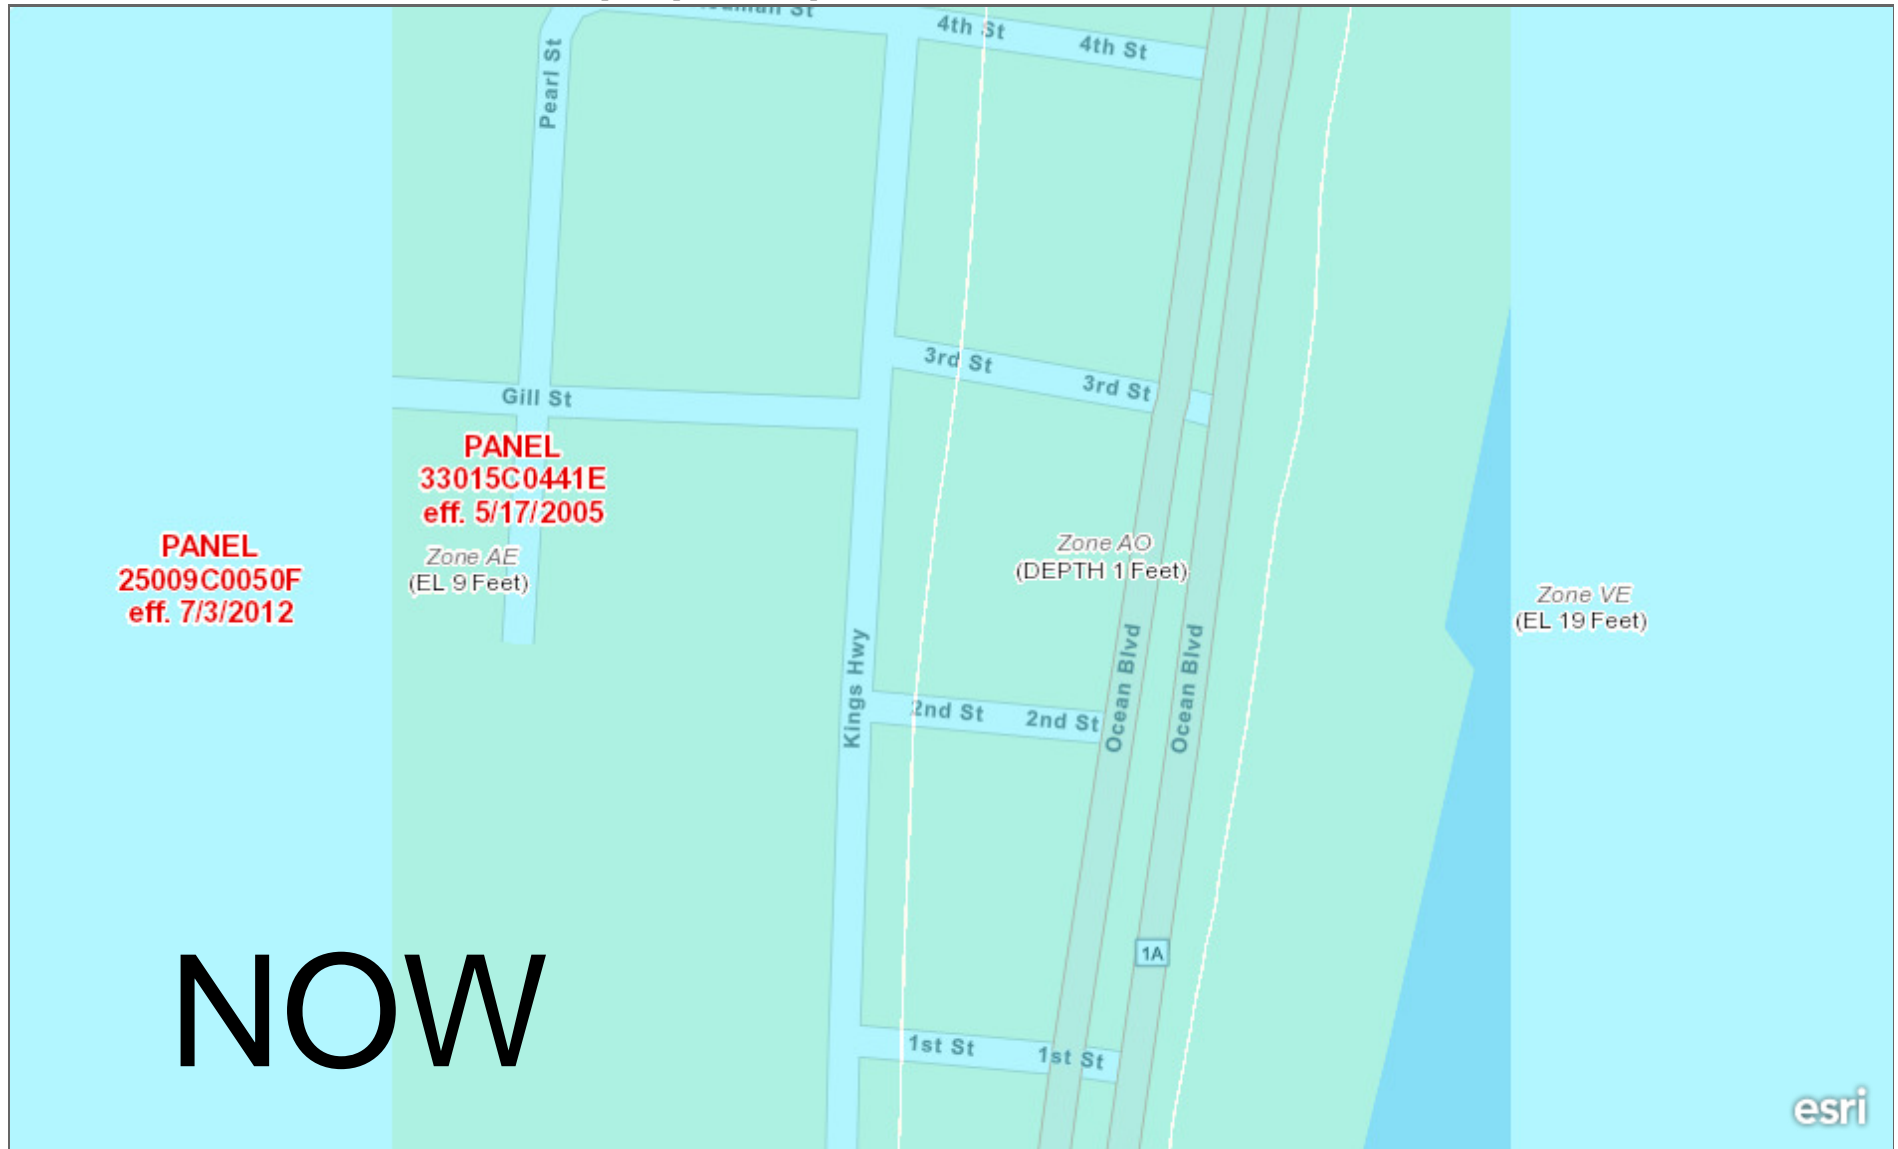 4th St
4th St
Pearl St
3rd St
3rd St
Gill St
PANEL
33015C0441E
eff. 5/17/2005
Zone AE
(EL 9 Feet)
PANEL
25009C0050F
eff. 7/3/2012
Zone AO
(DEPTH 1 Feet)
Zone VE
(EL 19 Feet)
Kings Hwy
Ocean Blvd
Ocean Blvd
2nd St
2nd St
1A
NOW
1st St
1st St
esri